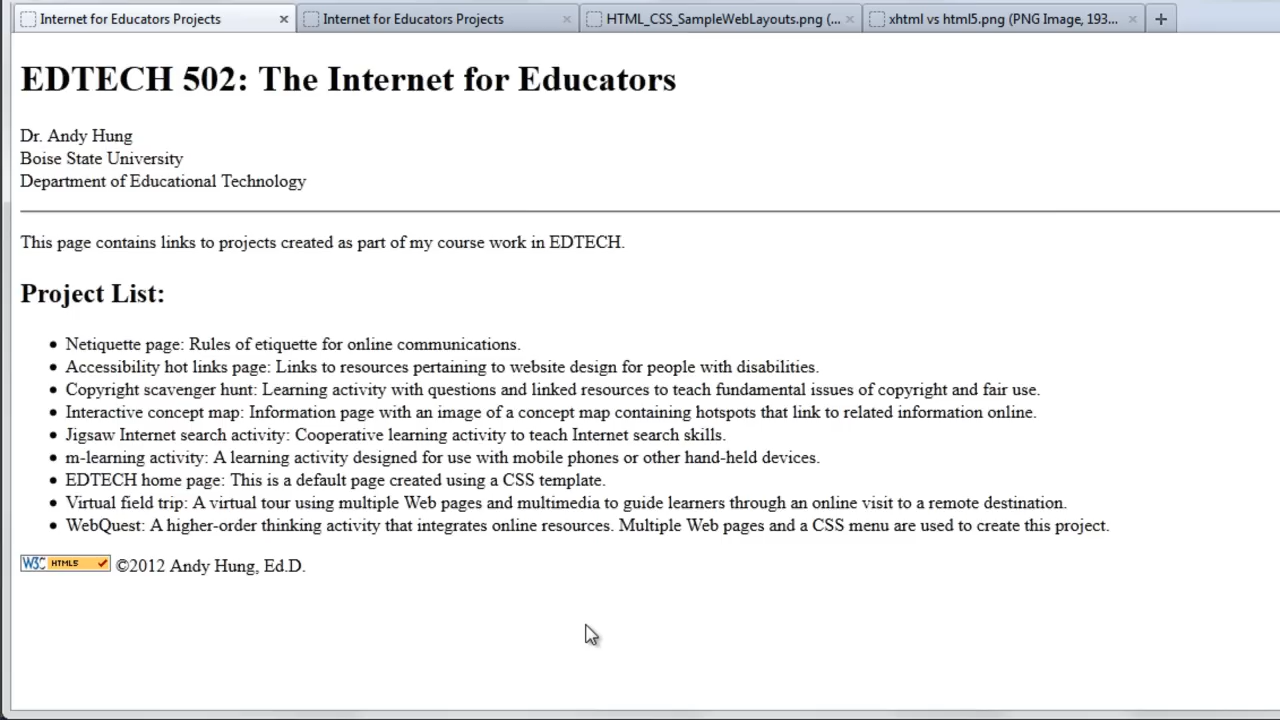 Internet for Educators Projects
Internet for Educators Projects
HTML_CSS_SampleWebLayouts.png (...
xhtml vs html5.png (PNG Image, 193...
EDTECH 502: The Internet for Educators
Dr. Andy Hung
Boise State University
Department of Educational Technology
This page contains links to projects created as part of my course work in EDTECH.
Project List:
• Netiquette page: Rules of etiquette for online communications.
• Accessibility hot links page: Links to resources pertaining to website design for people with disabilities.
• Copyright scavenger hunt: Learning activity with questions and linked resources to teach fundamental issues of copyright and fair use.
• Interactive concept map: Information page with an image of a concept map containing hotspots that link to related information online.
• Jigsaw Internet search activity: Cooperative learning activity to teach Internet search skills.
• m-learning activity: A learning activity designed for use with mobile phones or other hand-held devices.
• EDTECH home page: This is a default page created using a CSS template.
• Virtual field trip: A virtual tour using multiple Web pages and multimedia to guide learners through an online visit to a remote destination.
• WebQuest: A higher-order thinking activity that integrates online resources. Multiple Web pages and a CSS menu are used to create this project.
W3C HTML5 ©2012 Andy Hung, Ed.D.